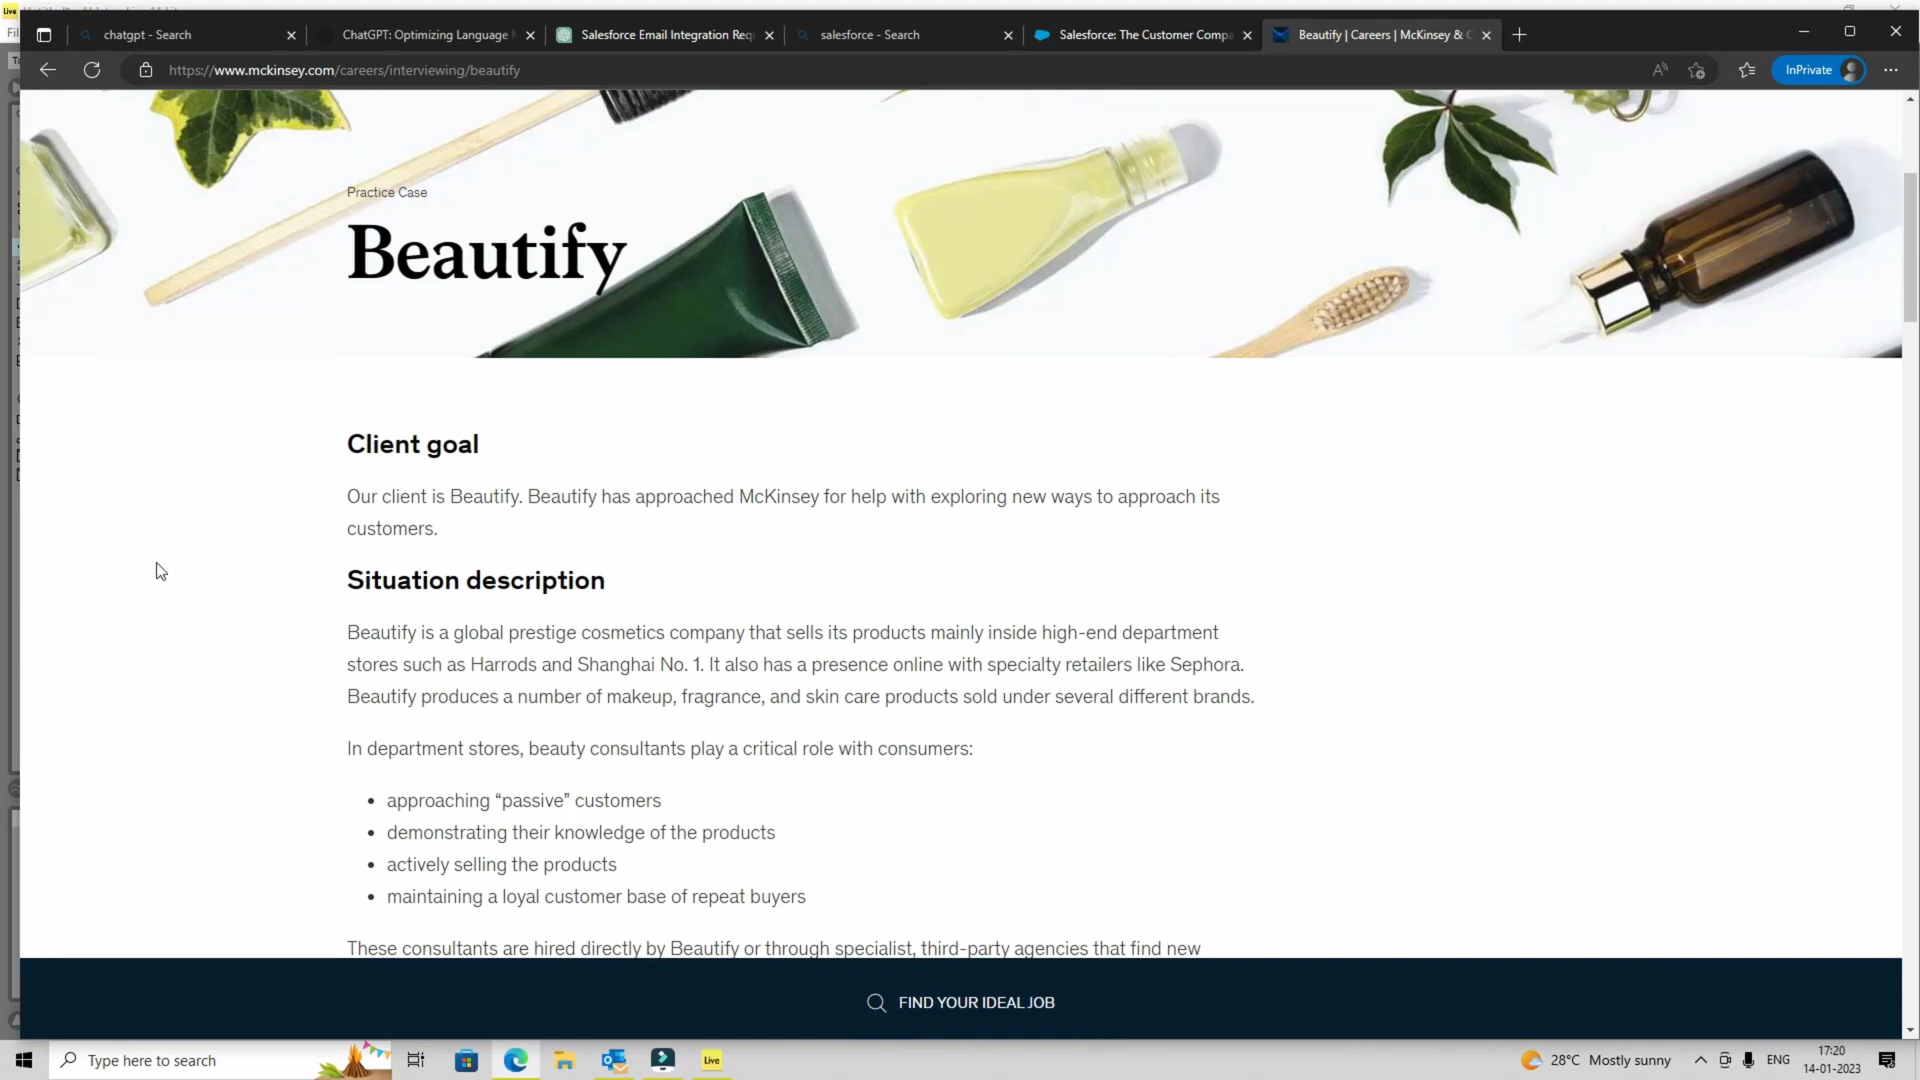 Live
chatgpt - Search
ChatGPT: Optimizing Language
Salesforce Email Integration Req
salesforce - Search
Salesforce: The Customer Compa
Beautify | Careers | McKinsey &
https://www.mckinsey.com/careers/interviewing/beautify
InPrivate
Practice Case
Beautify
Client goal
Our client is Beautify. Beautify has approached McKinsey for help with exploring new ways to approach its
customers.
Situation description
Beautify is a global prestige cosmetics company that sells its products mainly inside high-end department
stores such as Harrods and Shanghai No. 1. It also has a presence online with specialty retailers like Sephora.
Beautify produces a number of makeup, fragrance, and skin care products sold under several different brands.
In department stores, beauty consultants play a critical role with consumers:
• approaching “passive” customers
• demonstrating their knowledge of the products
• actively selling the products
• maintaining a loyal customer base of repeat buyers
These consultants are hired directly by Beautify or through specialist, third-party agencies that find new
FIND YOUR IDEAL JOB
Type here to search
Live
28°C Mostly sunny
ENG
17:20
14-01-2023